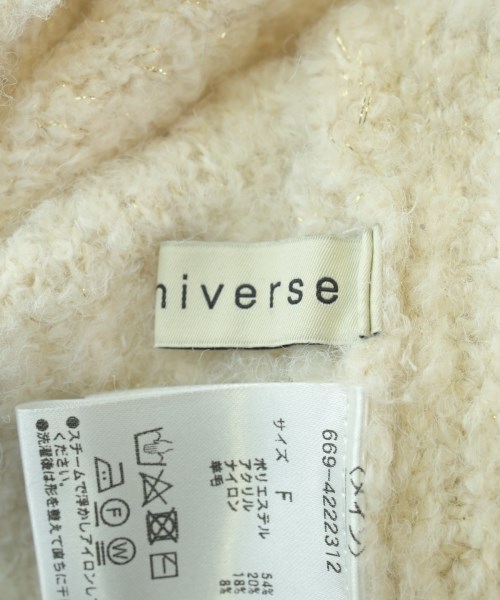 niverse
669-4222312
(メイン)
サイズ F
ポリエステル 54%
アクリル 20%
ナイロン 18%
羊毛 8%
F
W
●スチームで浮かしアイロンし
ください。
●洗濯後は形を整えて直ちに干